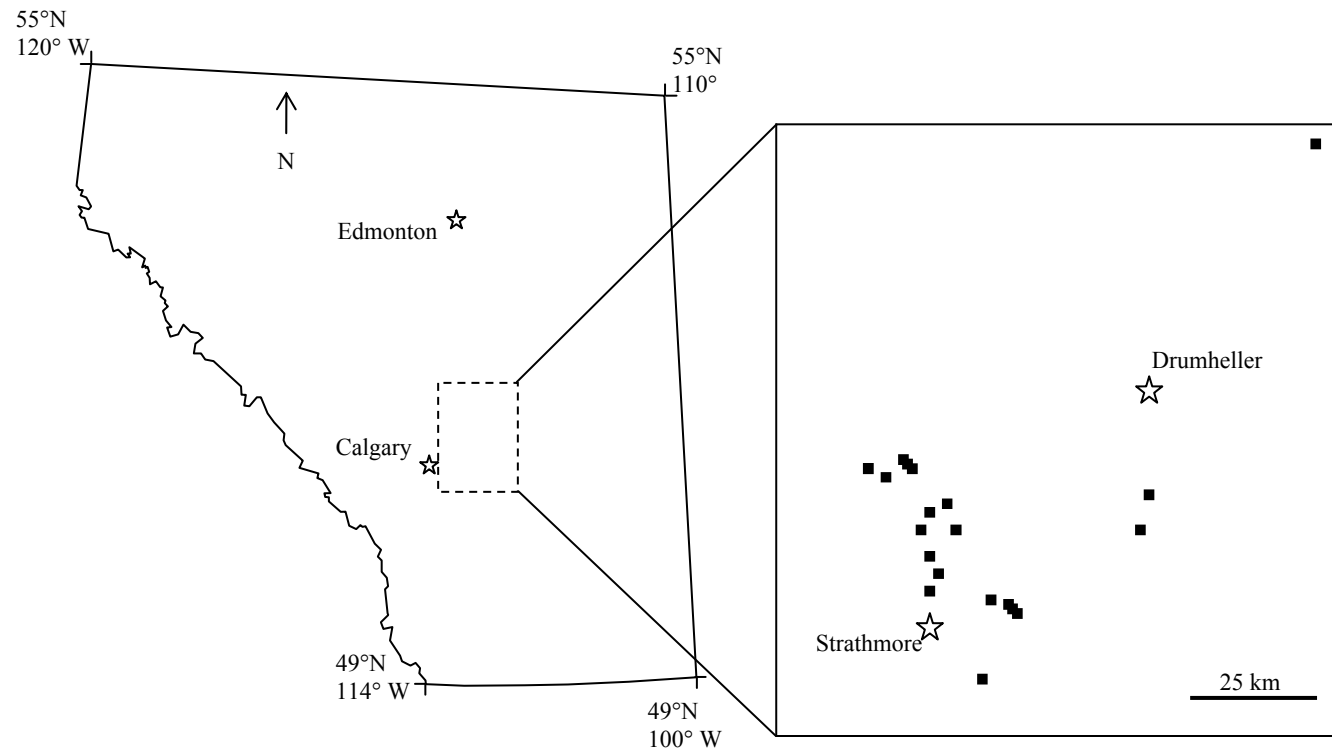 55°N
120° W
55°N
110°
N
Edmonton
Drumheller
Calgary
Strathmore
49°N
114° W
25 km
49°N
100° W